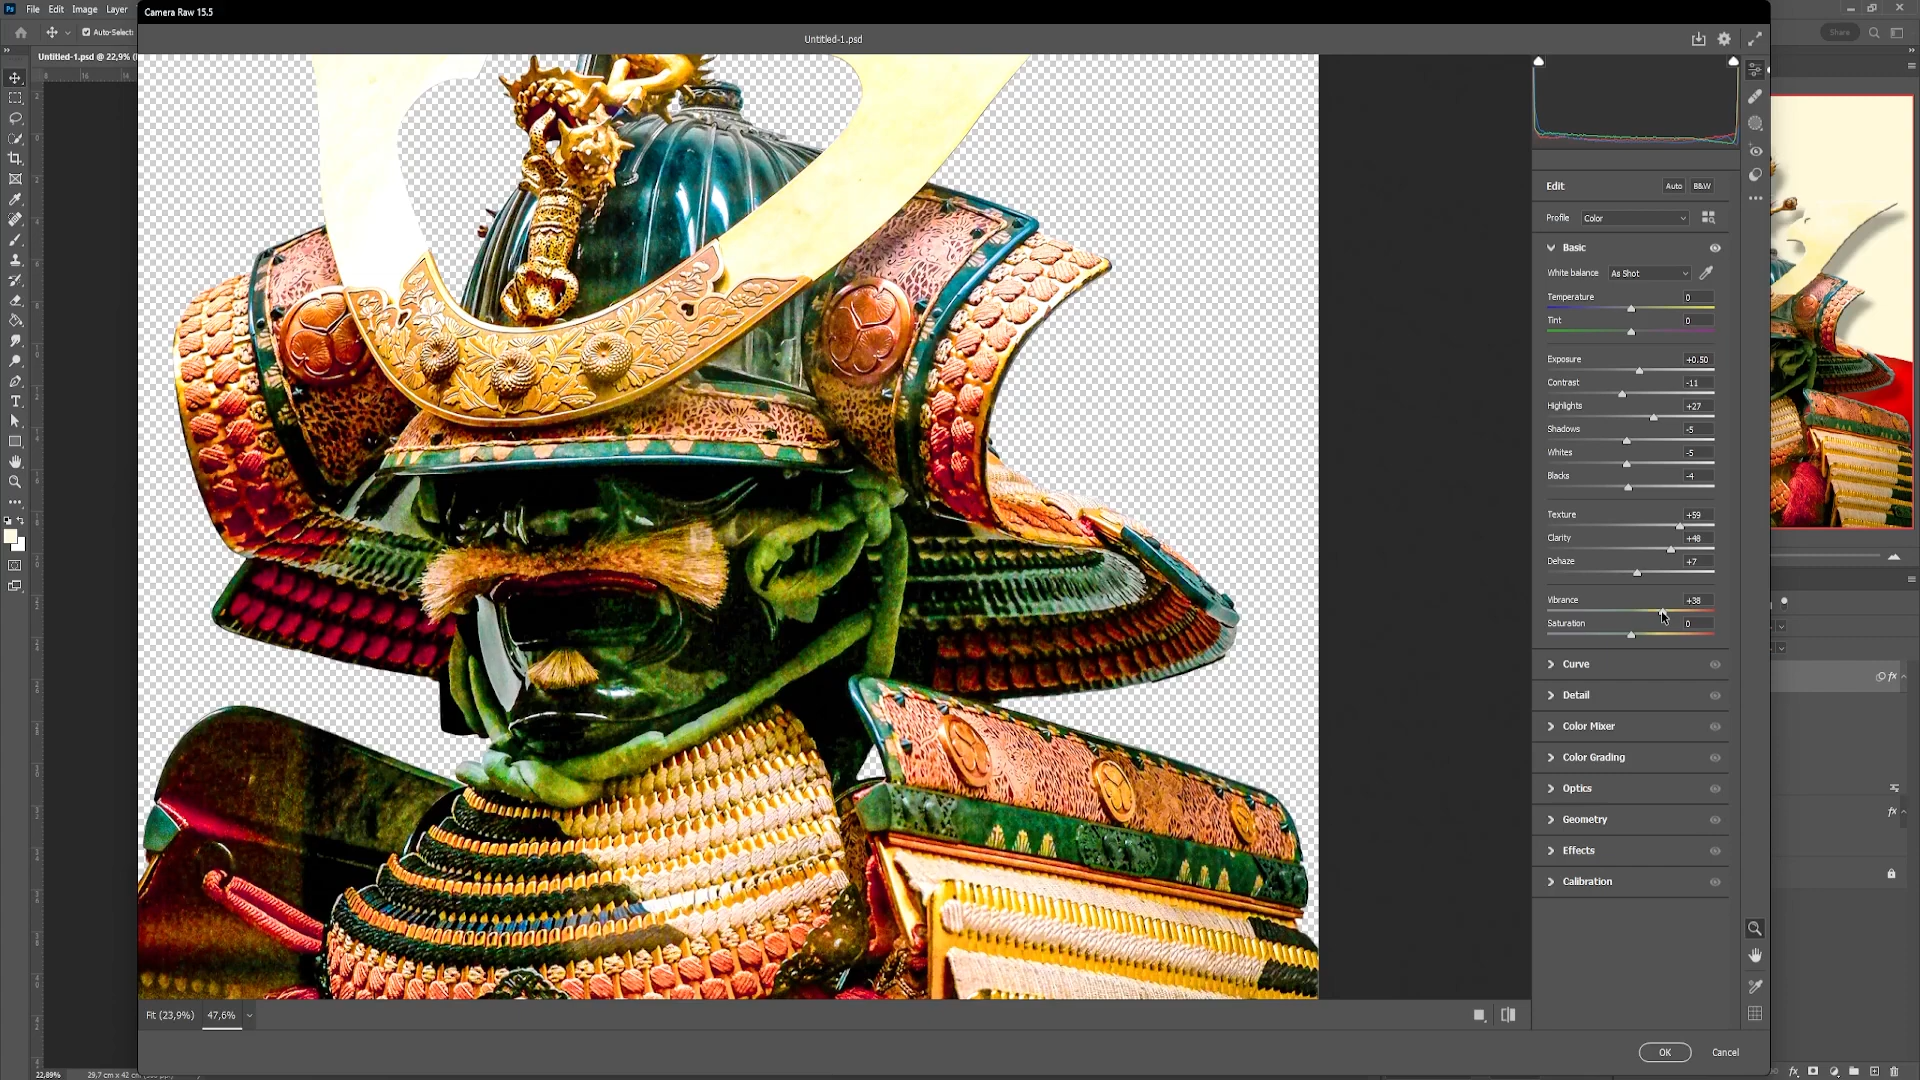 Camera Raw 15.5
File Edit Image Layer
Untitled-1.psd
Auto-Select:
Share
Untitled-1.psd @ 22,9% (
Edit
Auto
B&W
Profile
Color
Basic
White balance
As Shot
Temperature
0
Tint
0
Exposure
+0.50
Contrast
-11
Highlights
+27
Shadows
-5
Whites
-5
Blacks
-4
Texture
+59
Clarity
+48
Dehaze
+7
Vibrance
+38
Saturation
0
Curve
Detail
Color Mixer
Color Grading
Optics
Geometry
Effects
Calibration
Fit (23,9%)
47,6%
OK
Cancel
22,89%
29,7 cm x 42 cm